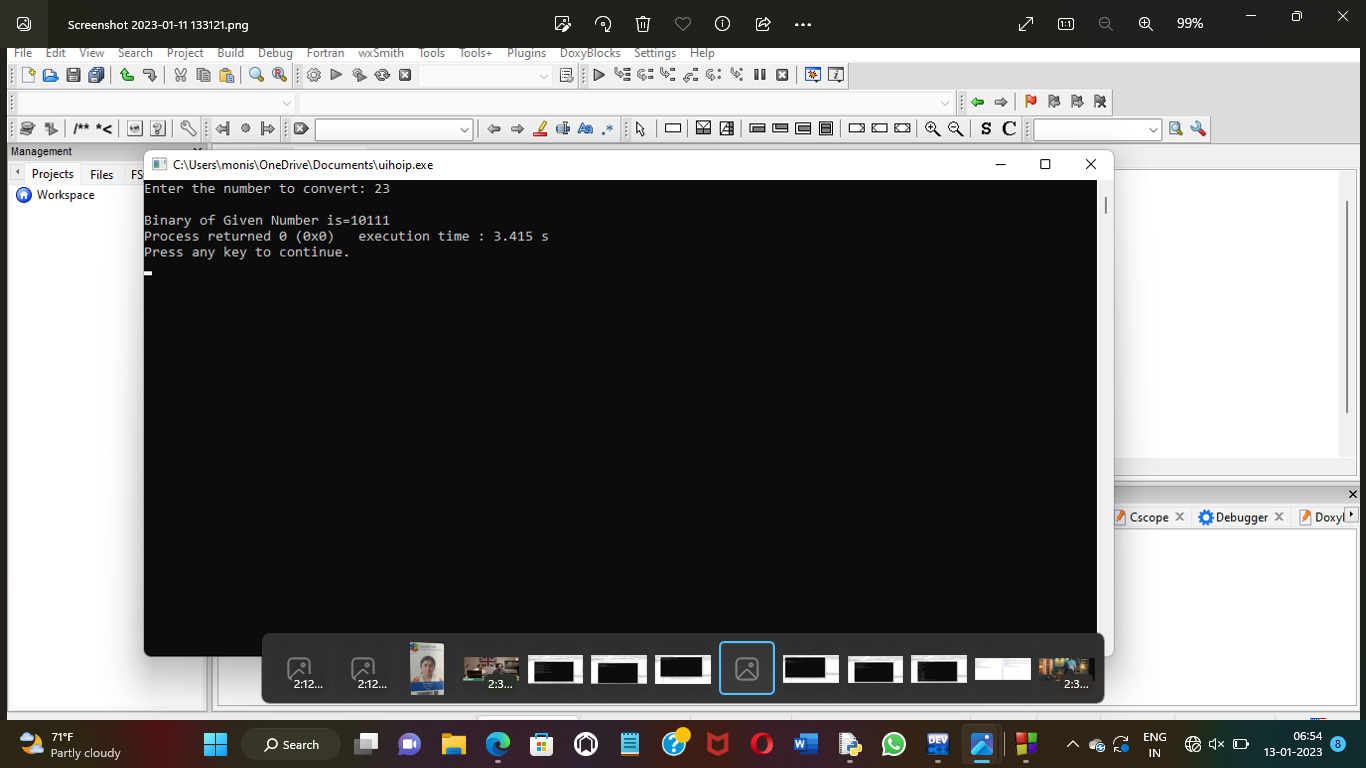 Screenshot 2023-01-11 133121.png
99%
File Edit View Search Project Build Debug Fortran wxSmith Tools Tools+ Plugins DoxyBlocks Settings Help
/** *<
S C
Management
Projects Files FS
Workspace
C:\Users\monis\OneDrive\Documents\uihoip.exe
Enter the number to convert: 23
Binary of Given Number is=10111
Process returned 0 (0x0) execution time : 3.415 s
Press any key to continue.
Cscope Debugger Doxyl
2:12... 2:12... 2:3... 2:3...
71°F
Partly cloudy
Search
DEV
ENG
IN
06:54
13-01-2023
8